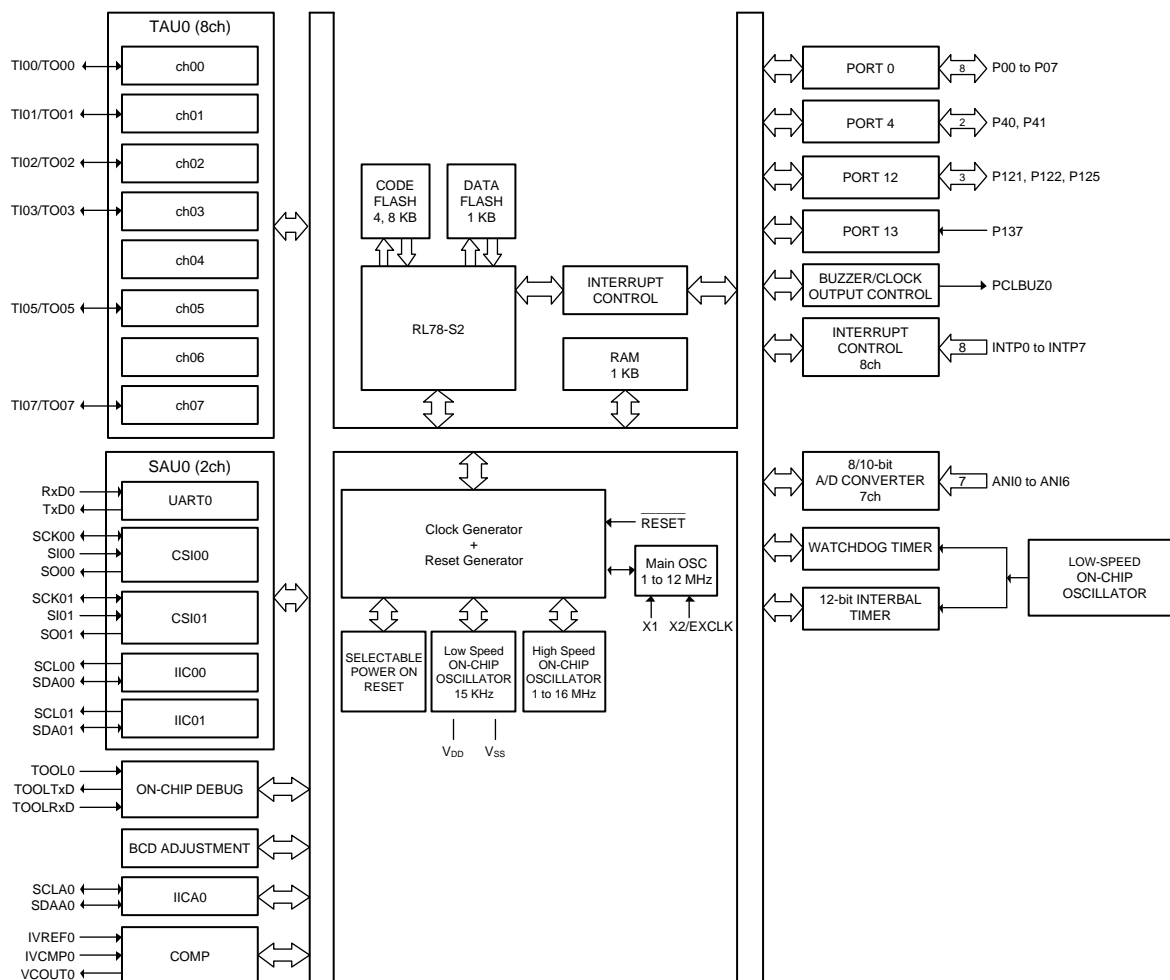 TAU0 (8ch)
TI00/TO00
ch00
TI01/TO01
ch01
TI02/TO02
ch02
TI03/TO03
ch03
ch04
TI05/TO05
ch05
ch06
TI07/TO07
ch07
SAU0 (2ch)
RxD0
TxD0
UART0
SCK00
SI00
SO00
CSI00
SCK01
SI01
SO01
CSI01
SCL00
SDA00
IIC00
SCL01
SDA01
IIC01
TOOL0
TOOLTxD
TOOLRxD
ON-CHIP DEBUG
BCD ADJUSTMENT
SCLA0
SDAA0
IICA0
IVREF0
IVCMP0
VCOUT0
COMP
CODE
FLASH
4, 8 KB
DATA
FLASH
1 KB
RL78-S2
INTERRUPT
CONTROL
RAM
1 KB
Clock Generator
+
Reset Generator
RESET
Main OSC
1 to 12 MHz
X1
X2/EXCLK
SELECTABLE
POWER ON
RESET
Low Speed
ON-CHIP
OSCILLATOR
15 KHz
High Speed
ON-CHIP
OSCILLATOR
1 to 16 MHz
VDD
VSS
PORT 0
8
P00 to P07
PORT 4
2
P40, P41
PORT 12
3
P121, P122, P125
PORT 13
P137
BUZZER/CLOCK
OUTPUT CONTROL
PCLBUZ0
INTERRUPT
CONTROL
8ch
8
INTP0 to INTP7
8/10-bit
A/D CONVERTER
7ch
7
ANI0 to ANI6
WATCHDOG TIMER
12-bit INTERBAL
TIMER
LOW-SPEED
ON-CHIP
OSCILLATOR